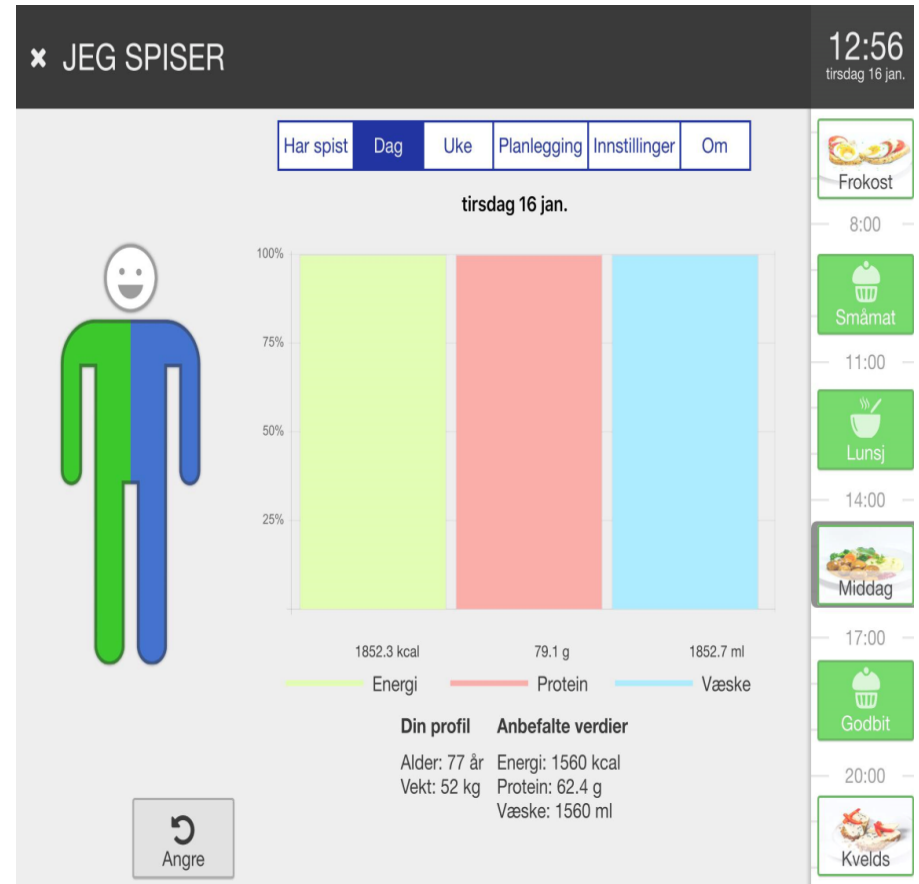 × JEG SPISER
12:56
tirsdag 16 jan.
Har spist Dag Uke Planlegging Innstillinger Om
tirsdag 16 jan.
100%
75%
50%
25%
1852.3 kcal 79.1 g 1852.7 ml
Energi Protein Væske
Din profil
Alder: 77 år
Vekt: 52 kg
Anbefalte verdier
Energi: 1560 kcal
Protein: 62.4 g
Væske: 1560 ml
Angre
Frokost
8:00
Småmat
11:00
Lunsj
14:00
Middag
17:00
Godbit
20:00
Kvelds